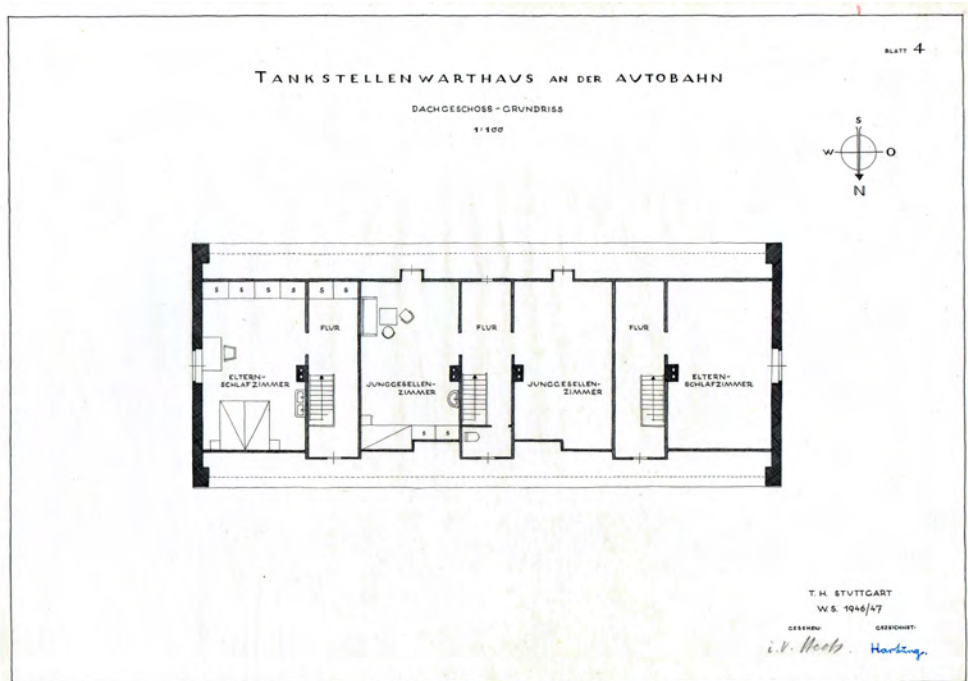 BLATT 4
TANKSTELLENWARTHAUS AN DER AUTOBAHN
DACHGESCHOSS-GRUNDRISS
1:100
S
W O
N
S S S S S S
FLUR FLUR FLUR
ELTERN-SCHLAFZIMMER
JUNGGESELLEN-ZIMMER
JUNGGESELLEN-ZIMMER
ELTERN-SCHLAFZIMMER
S S
T. H. STUTTGART
W.S. 1946/47
GESEHEN: GEZEICHNET:
i.V.